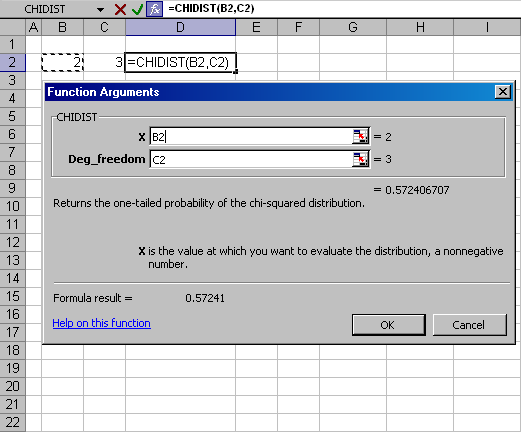 CHIDIST =CHIDIST(B2,C2)
A B C D E F G H I
1
2 2 3 =CHIDIST(B2,C2)
3
4 Function Arguments
5
6 CHIDIST
7 X B2 = 2
8 Deg_freedom C2 = 3
9 = 0.572406707
10 Returns the one-tailed probability of the chi-squared distribution.
11
12 X is the value at which you want to evaluate the distribution, a nonnegative
13 number.
14
15 Formula result = 0.57241
16 Help on this function OK Cancel
17
18
19
20
21
22